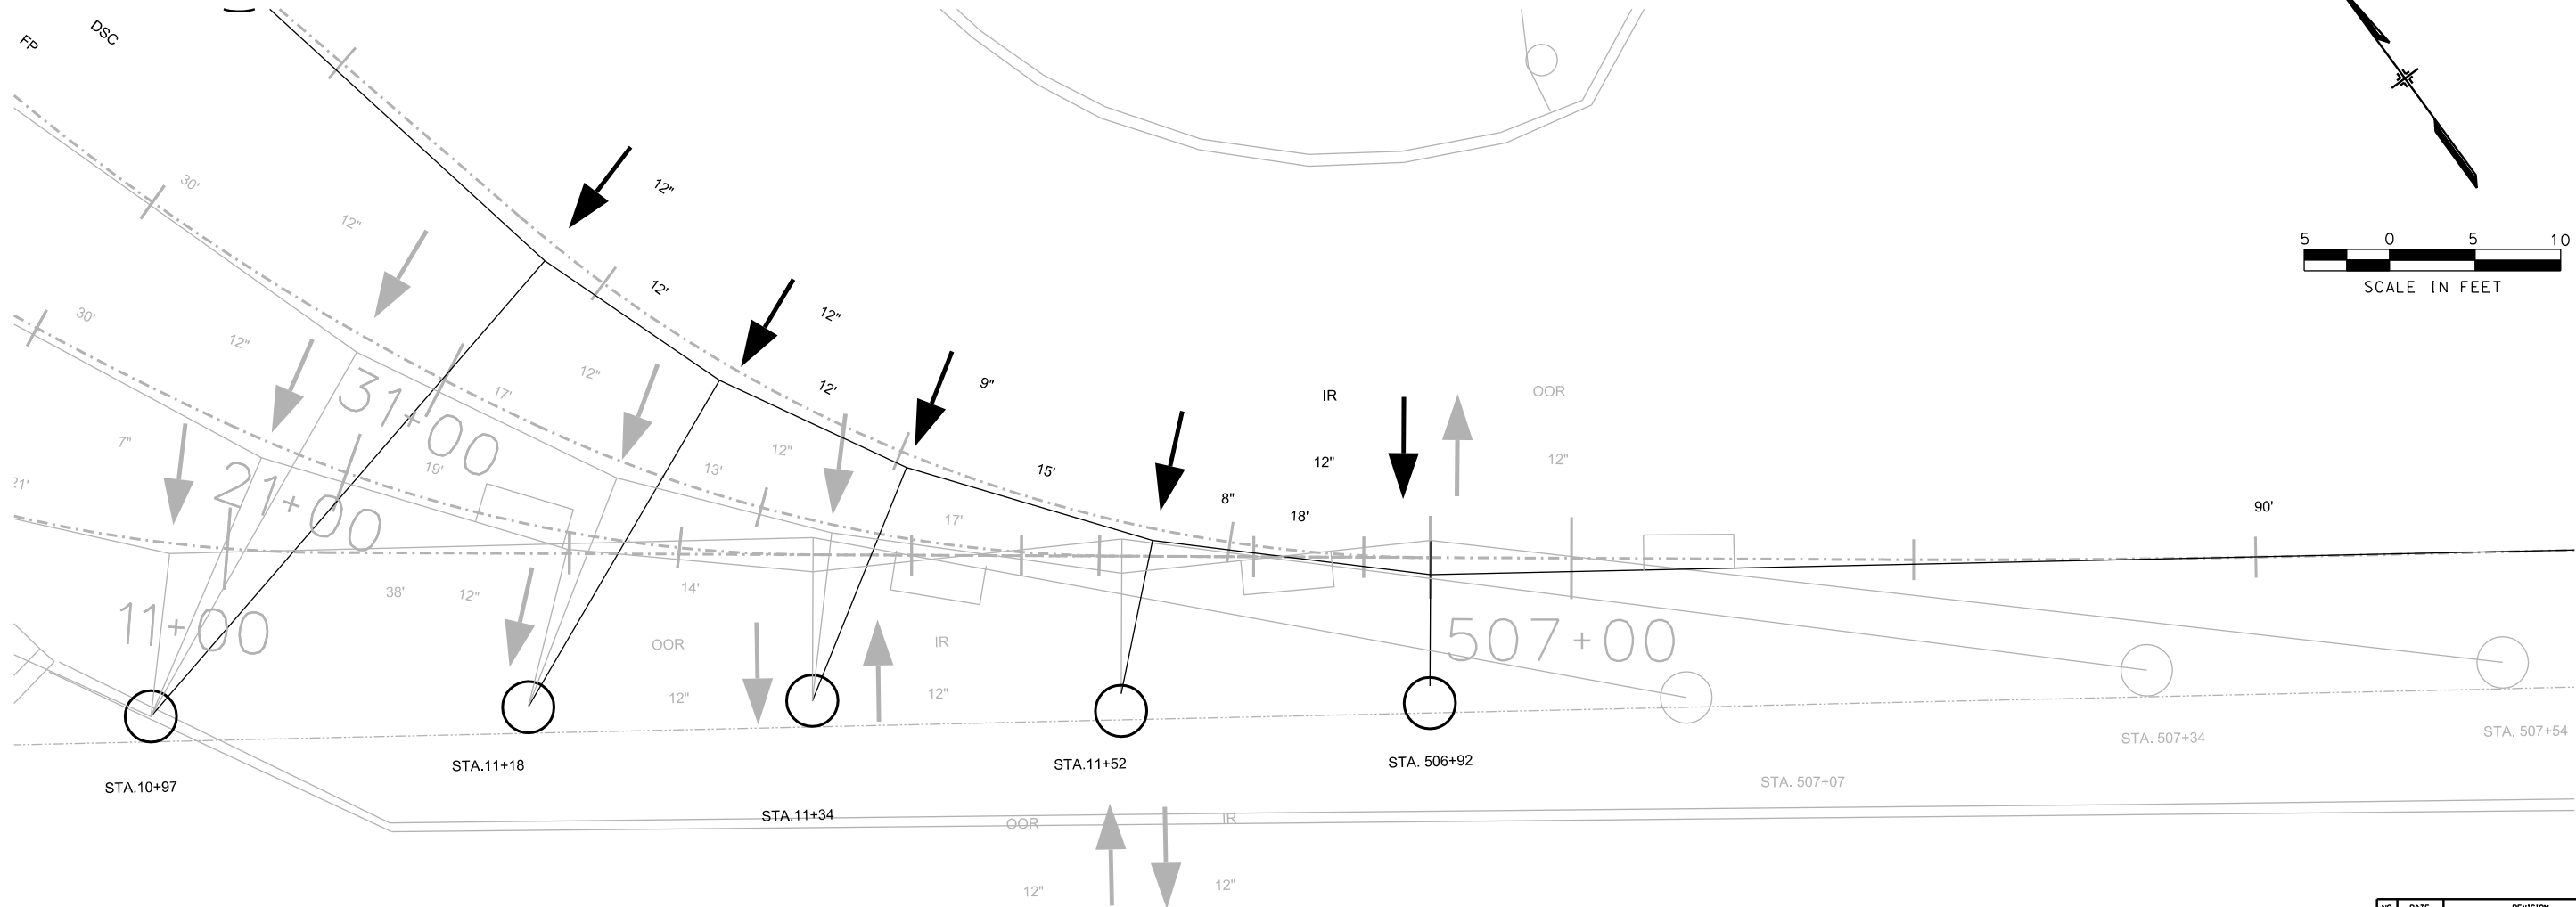 FP
DSC
30'
12"
12"
5 0 5 10
SCALE IN FEET
12"
12'
12"
30'
12"
31+00
17'
12"
12'
9"
IR
OOR
7"
21+00
19'
13'
12"
15'
12"
12"
21'
17'
8"
18'
90'
11+00
38'
12"
14'
OOR
IR
507+00
12"
12"
STA.10+97
STA.11+18
STA.11+34
STA.11+52
STA. 506+92
STA. 507+07
STA. 507+34
STA. 507+54
OOR
IR
12"
12"
NO DATE REVISION